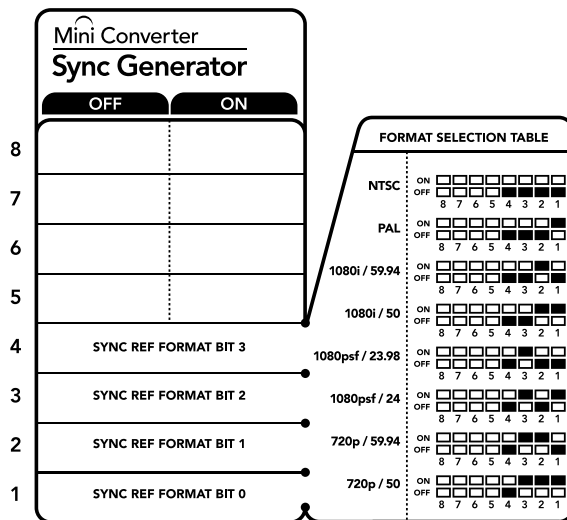 Mini Converter
Sync Generator
OFF ON
8
7
6
5
4 SYNC REF FORMAT BIT 3
3 SYNC REF FORMAT BIT 2
2 SYNC REF FORMAT BIT 1
1 SYNC REF FORMAT BIT 0
FORMAT SELECTION TABLE
NTSC ON
OFF
8 7 6 5 4 3 2 1
PAL ON
OFF
8 7 6 5 4 3 2 1
1080i / 59.94 ON
OFF
8 7 6 5 4 3 2 1
1080i / 50 ON
OFF
8 7 6 5 4 3 2 1
1080psf / 23.98 ON
OFF
8 7 6 5 4 3 2 1
1080psf / 24 ON
OFF
8 7 6 5 4 3 2 1
720p / 59.94 ON
OFF
8 7 6 5 4 3 2 1
720p / 50 ON
OFF
8 7 6 5 4 3 2 1